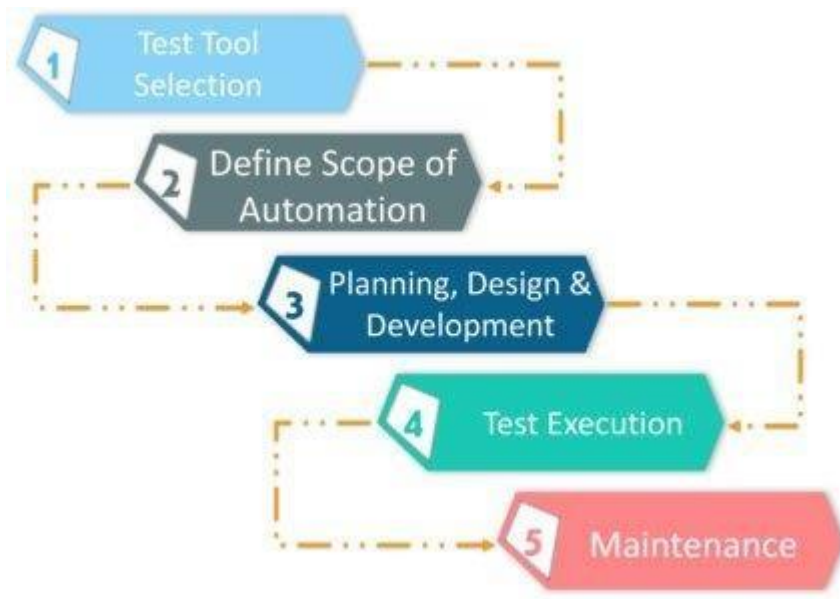 1
Test Tool
Selection
2
Define Scope of
Automation
3
Planning, Design &
Development
4
Test Execution
5
Maintenance